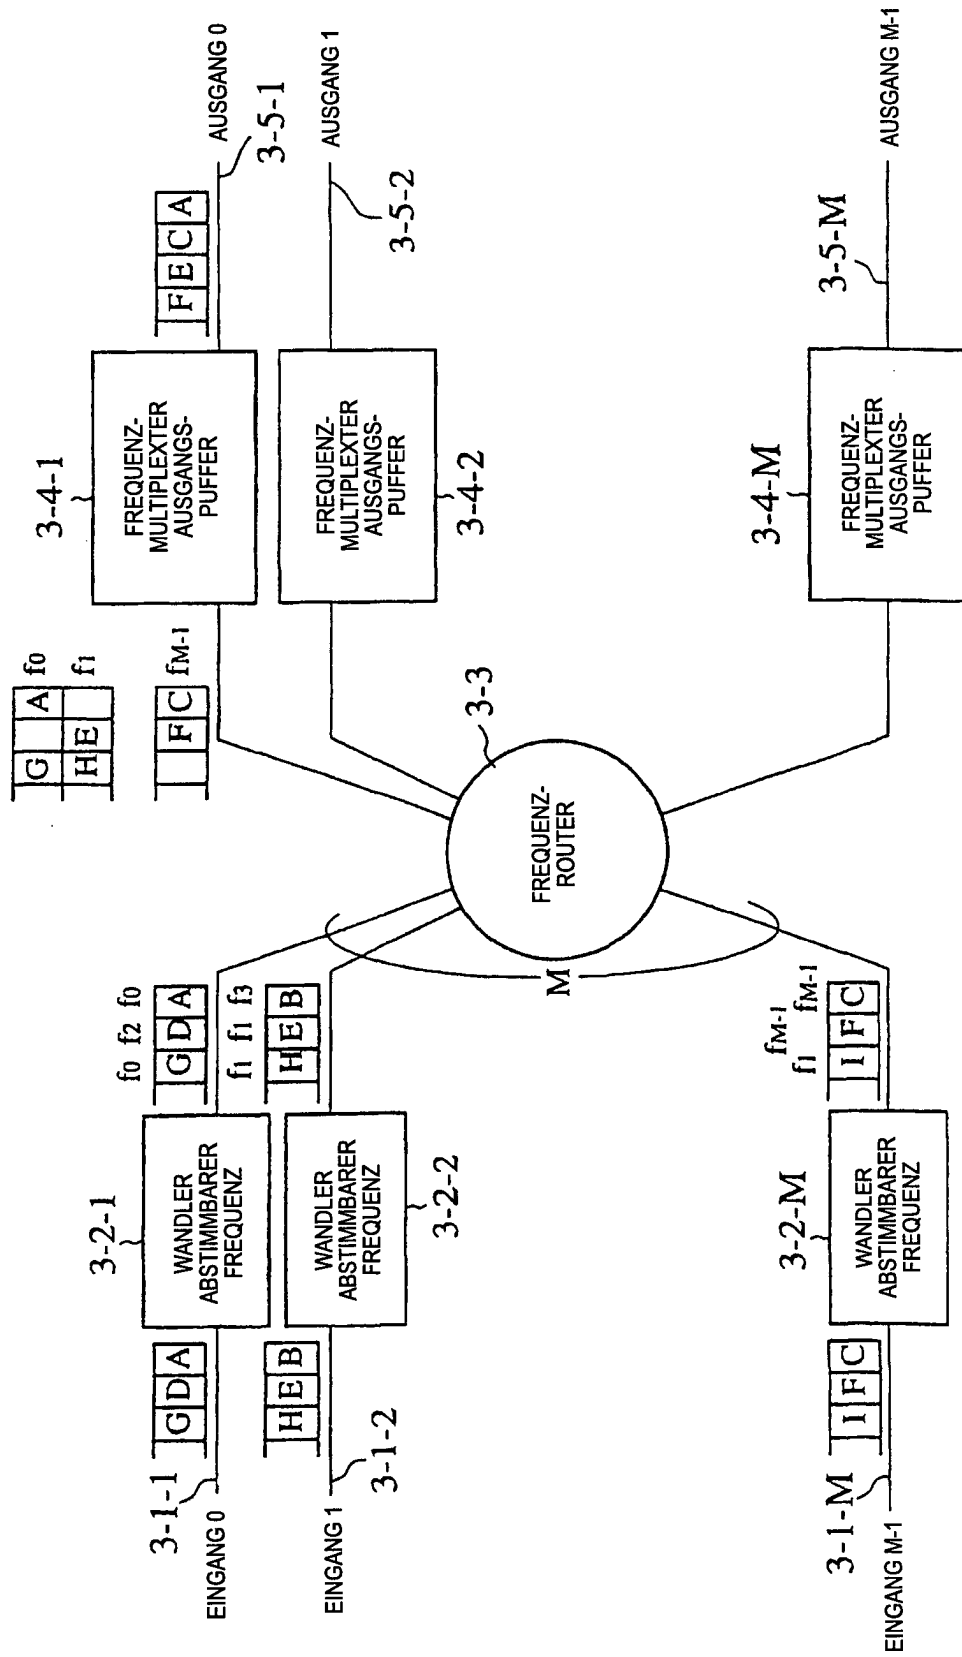 EINGANG 0
3-1-1
G D A
3-2-1
WANDLER
ABSTIMMBARER
FREQUENZ
f0 f2 f0
G D A
EINGANG 1
3-1-2
H E B
WANDLER
ABSTIMMBARER
FREQUENZ
3-2-2
f1 f1 f3
H E B
EINGANG M-1
3-1-M
I F C
3-2-M
WANDLER
ABSTIMMBARER
FREQUENZ
fM-1
f1 fM-1
I F C
M
FREQUENZ-
ROUTER
3-3
G A f0
H E f1
F C fM-1
3-4-1
FREQUENZ-
MULTIPLEXTER
AUSGANGS-
PUFFER
F E C A
AUSGANG 0
3-5-1
FREQUENZ-
MULTIPLEXTER
AUSGANGS-
PUFFER
3-4-2
AUSGANG 1
3-5-2
3-4-M
FREQUENZ-
MULTIPLEXTER
AUSGANGS-
PUFFER
3-5-M
AUSGANG M-1